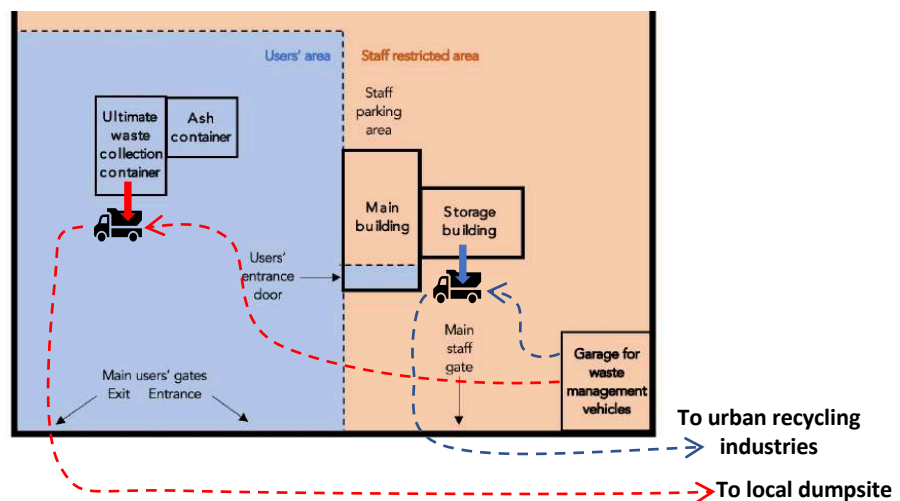 Users' area
Staff restricted area
Staff
parking
area
Ultimate
waste
collection
container
Ash
container
Main
building
Storage
building
Users'
entrance
door
Main
staff
gate
Garage for
waste
management
vehicles
Main users' gates
Exit Entrance
To urban recycling
industries
To local dumpsite